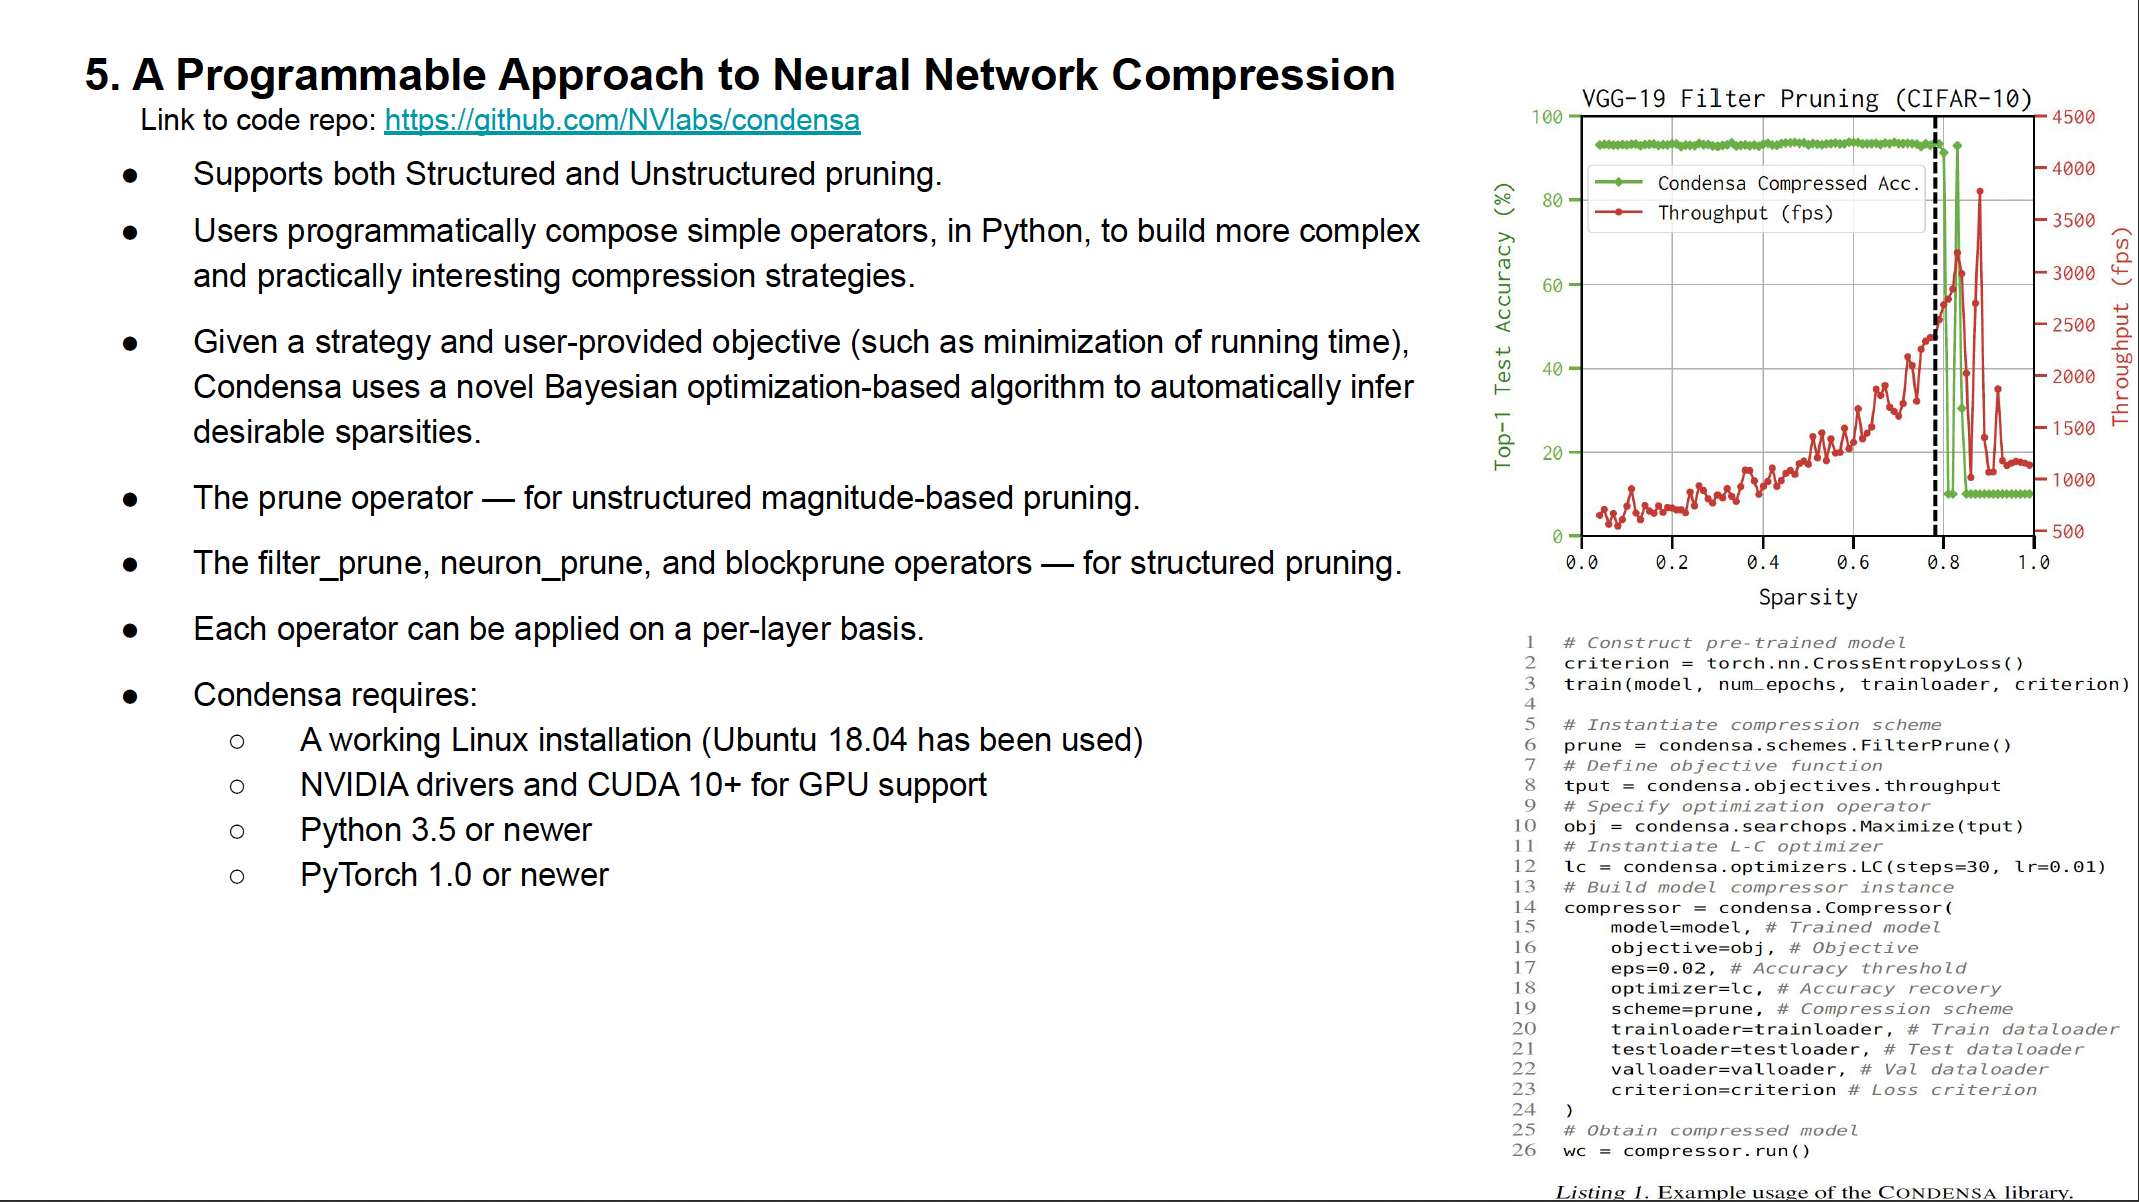 5. A Programmable Approach to Neural Network Compression
Link to code repo: https://github.com/NVlabs/condensa
● Supports both Structured and Unstructured pruning.
● Users programmatically compose simple operators, in Python, to build more complex
and practically interesting compression strategies.
● Given a strategy and user-provided objective (such as minimization of running time),
Condensa uses a novel Bayesian optimization-based algorithm to automatically infer
desirable sparsities.
● The prune operator — for unstructured magnitude-based pruning.
● The filter_prune, neuron_prune, and blockprune operators — for structured pruning.
● Each operator can be applied on a per-layer basis.
● Condensa requires:
○ A working Linux installation (Ubuntu 18.04 has been used)
○ NVIDIA drivers and CUDA 10+ for GPU support
○ Python 3.5 or newer
○ PyTorch 1.0 or newer
VGG-19 Filter Pruning (CIFAR-10)
Top-1 Test Accuracy (%)
100
80
60
40
20
0
Condensa Compressed Acc.
Throughput (fps)
4500
4000
3500
3000
2500
2000
1500
1000
500
Throughput (fps)
0.0 0.2 0.4 0.6 0.8 1.0
Sparsity
1 # Construct pre-trained model
2 criterion = torch.nn.CrossEntropyLoss()
3 train(model, num_epochs, trainloader, criterion)
4
5 # Instantiate compression scheme
6 prune = condensa.schemes.FilterPrune()
7 # Define objective function
8 tput = condensa.objectives.throughput
9 # Specify optimization operator
10 obj = condensa.searchops.Maximize(tput)
11 # Instantiate L-C optimizer
12 lc = condensa.optimizers.LC(steps=30, lr=0.01)
13 # Build model compressor instance
14 compressor = condensa.Compressor(
15 model=model, # Trained model
16 objective=obj, # Objective
17 eps=0.02, # Accuracy threshold
18 optimizer=lc, # Accuracy recovery
19 scheme=prune, # Compression scheme
20 trainloader=trainloader, # Train dataloader
21 testloader=testloader, # Test dataloader
22 valloader=valloader, # Val dataloader
23 criterion=criterion # Loss criterion
24 )
25 # Obtain compressed model
26 wc = compressor.run()
Listing 1. Example usage of the CONDENSA library.